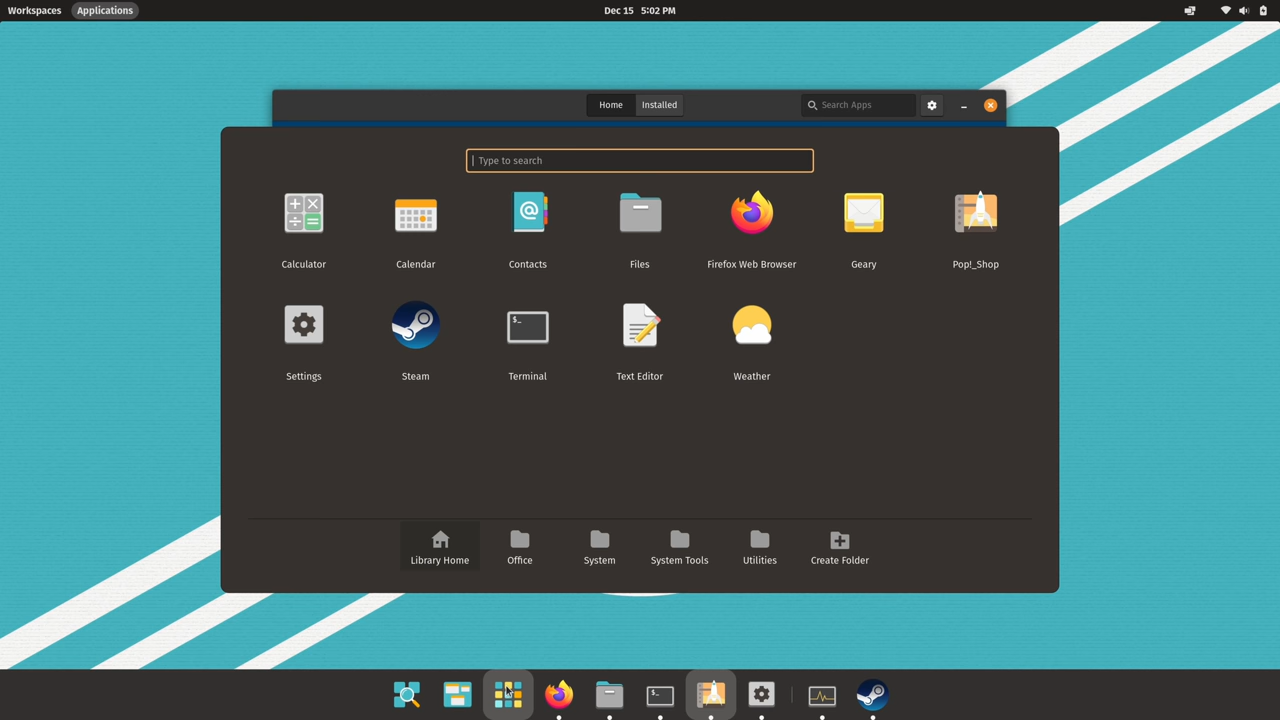 Workspaces Applications Dec 15 5:02 PM
Home Installed Search Apps
Type to search
Calculator Calendar Contacts Files Firefox Web Browser Geary Pop!_Shop
$_
Settings Steam Terminal Text Editor Weather
Library Home Office System System Tools Utilities Create Folder
$_